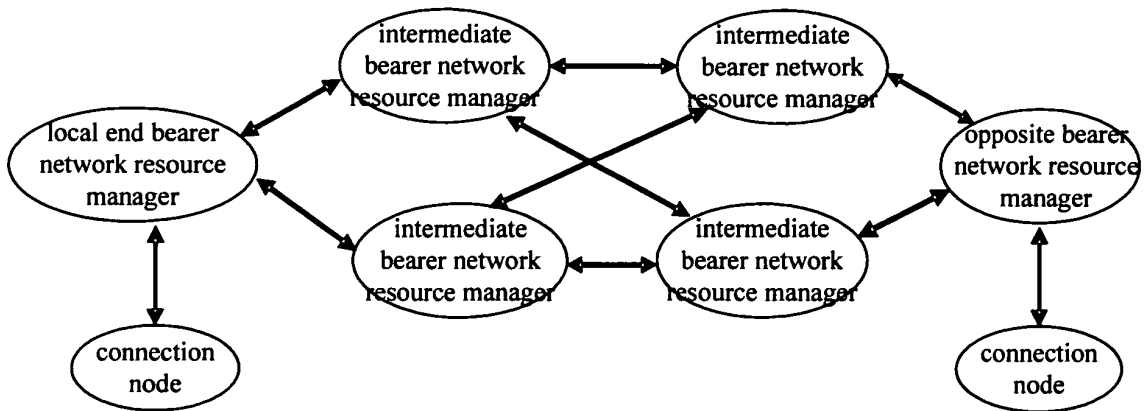 intermediate
bearer network
resource manager
intermediate
bearer network
resource manager
local end bearer
network resource
manager
opposite bearer
network resource
manager
intermediate
bearer network
resource manager
intermediate
bearer network
resource manager
connection
node
connection
node